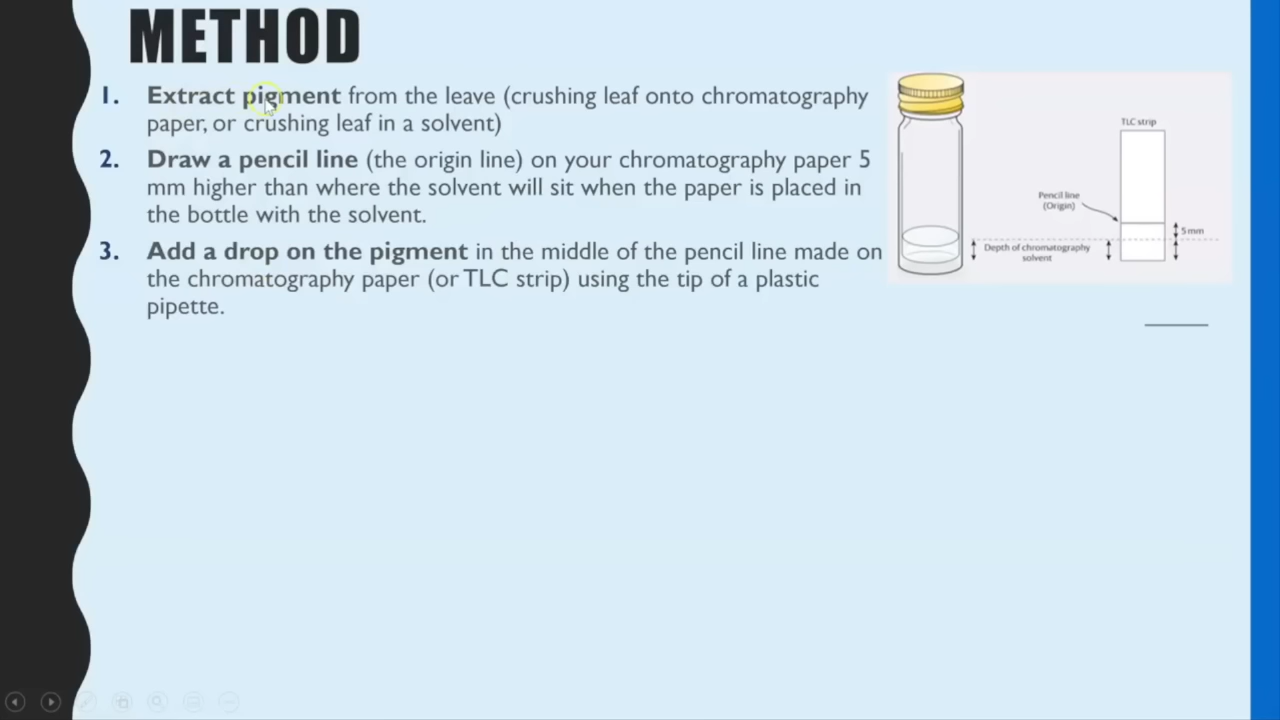 METHOD
1. Extract pigment from the leave (crushing leaf onto chromatography
paper, or crushing leaf in a solvent)
2. Draw a pencil line (the origin line) on your chromatography paper 5
mm higher than where the solvent will sit when the paper is placed in
the bottle with the solvent.
3. Add a drop on the pigment in the middle of the pencil line made on
the chromatography paper (or TLC strip) using the tip of a plastic
pipette.
TLC strip
Pencil line
(Origin)
5 mm
Depth of chromatography
solvent